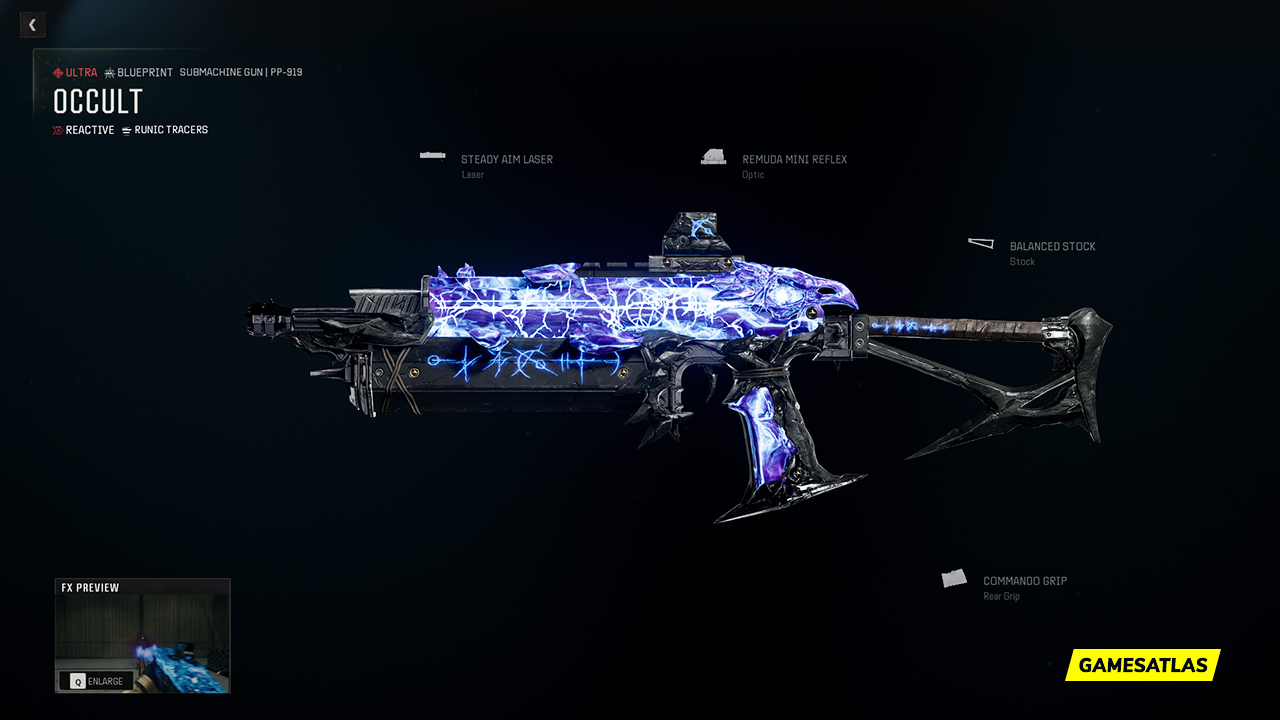 ULTRA BLUEPRINT SUBMACHINE GUN | PP-919
OCCULT
REACTIVE RUNIC TRACERS
STEADY AIM LASER
Laser
REMUDA MINI REFLEX
Optic
BALANCED STOCK
Stock
COMMANDO GRIP
Rear Grip
FX PREVIEW
Q ENLARGE
GAMESATLAS